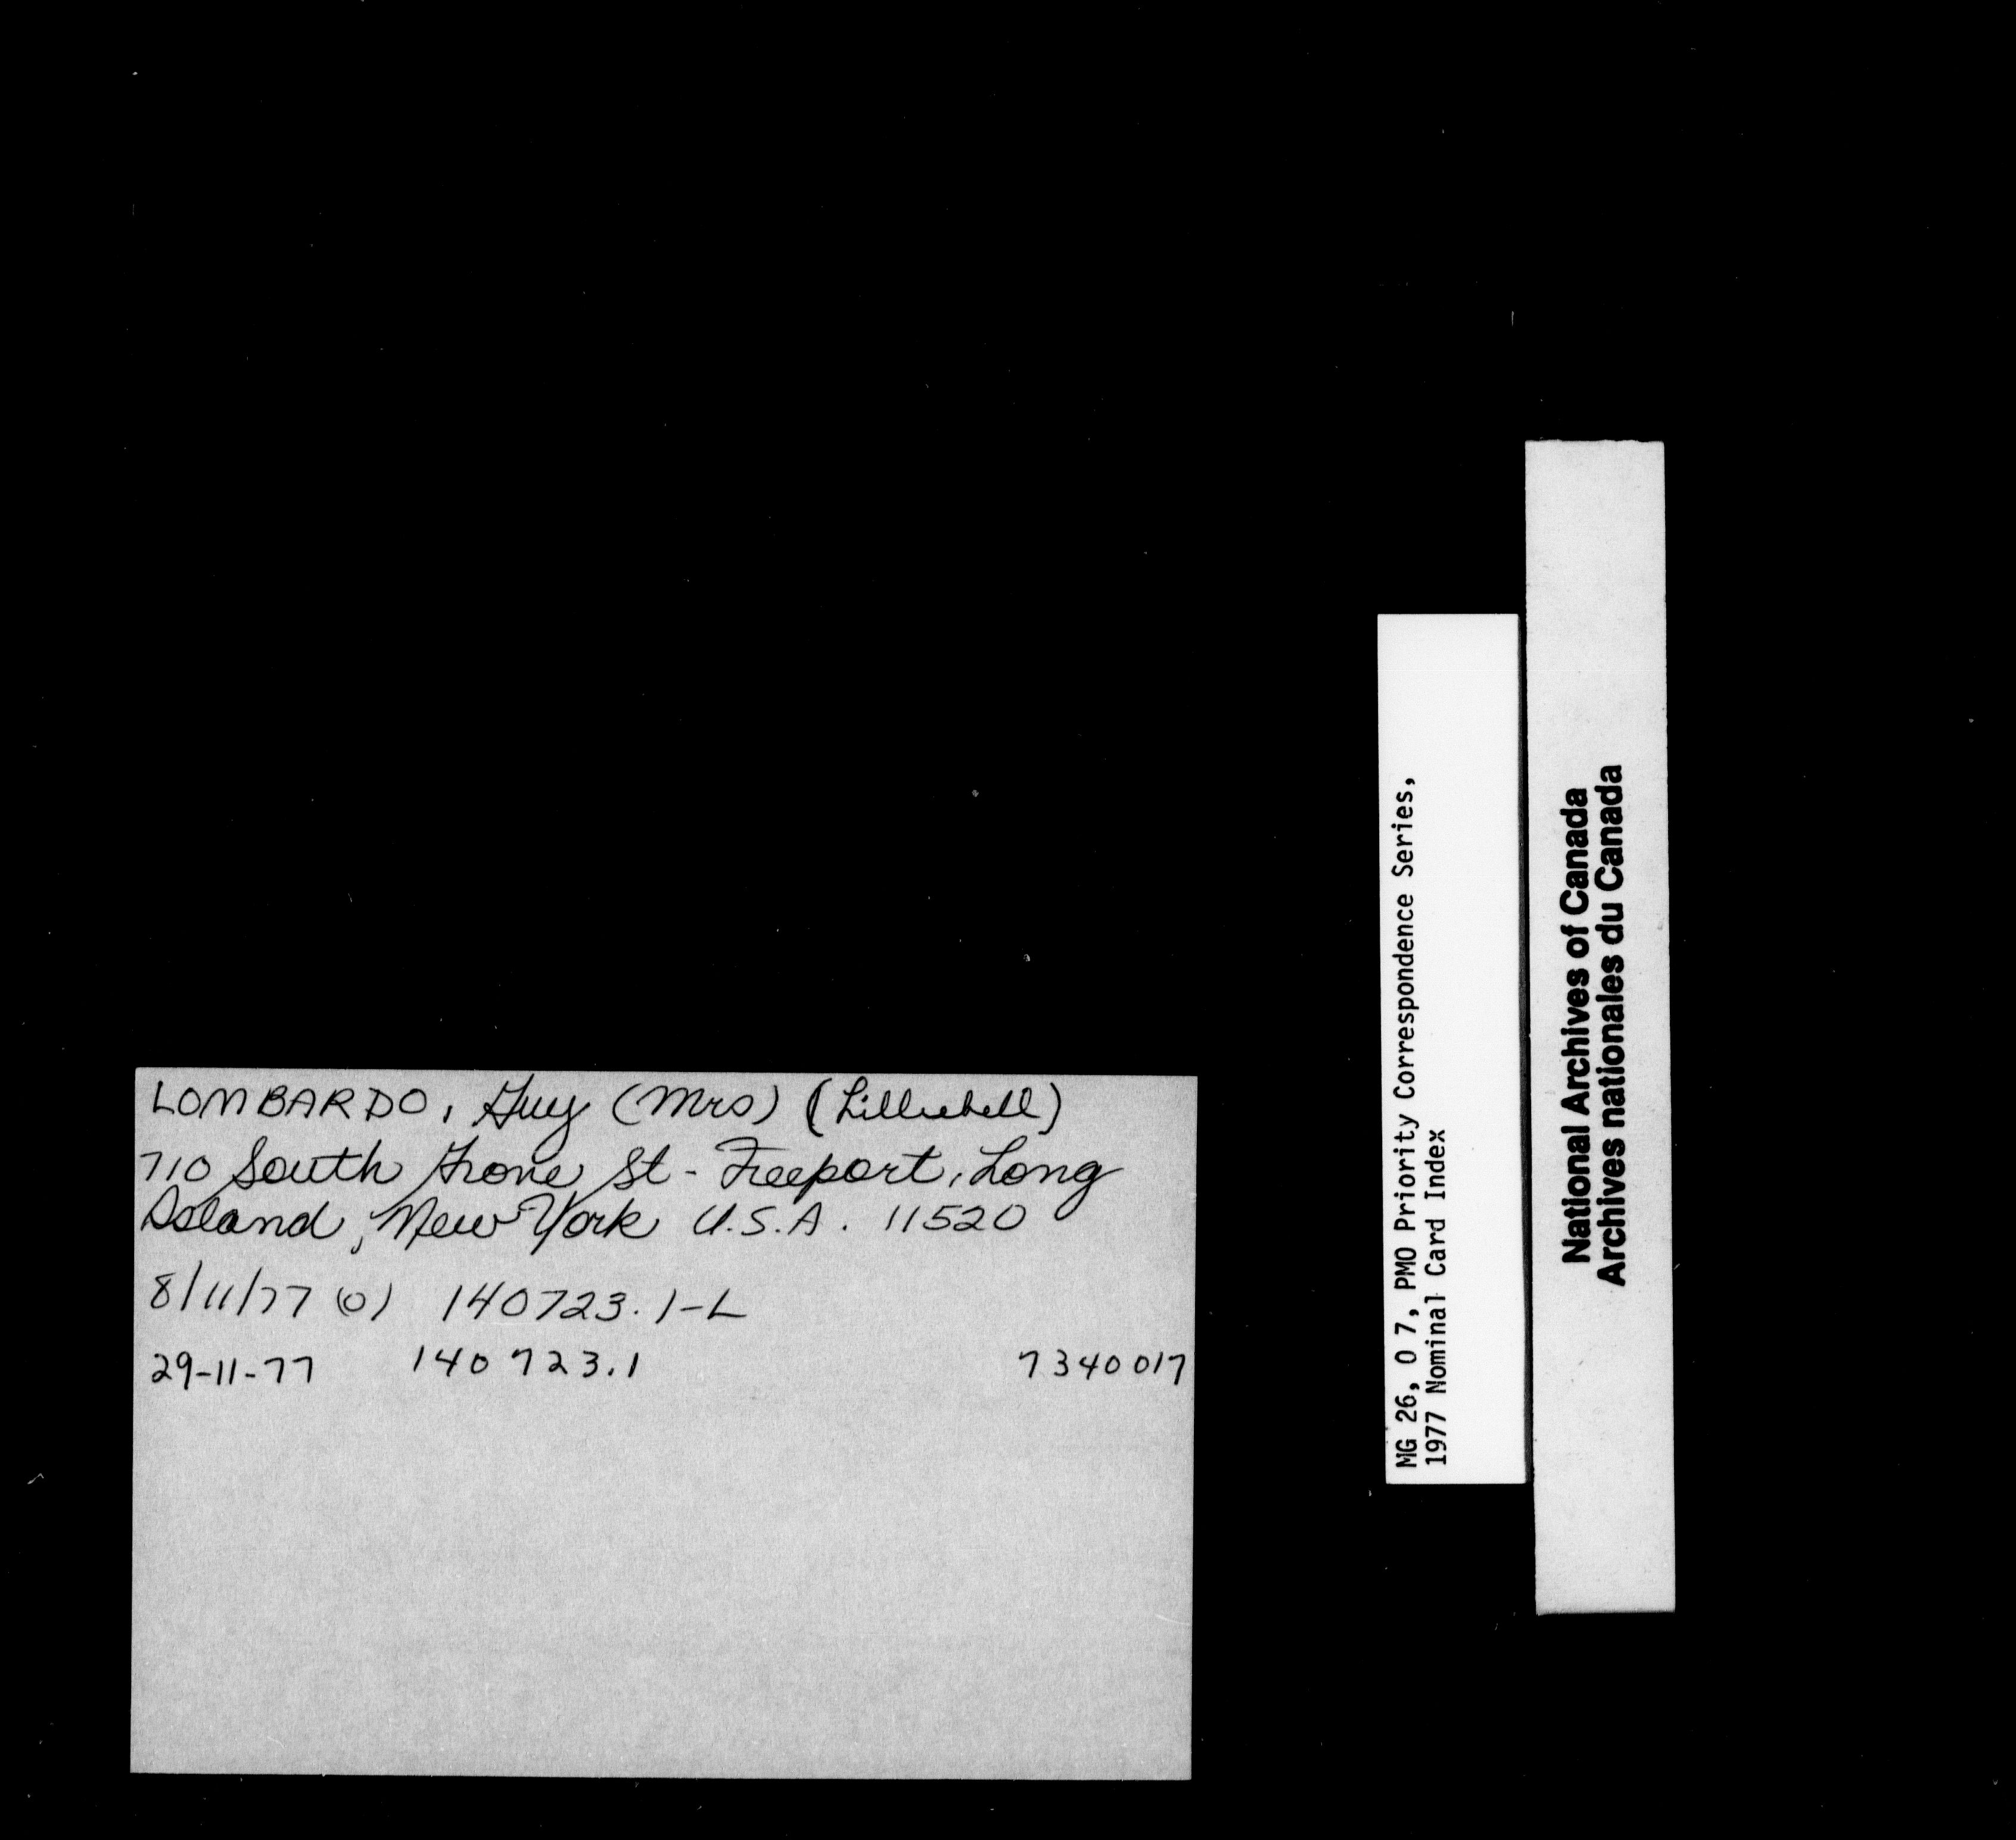 LOMBARDO, Guy (Mrs) (Lilliebell)
710 South Grove St - Freeport, Long
Island, New York U.S.A. 11520
8/11/77 (O) 140723.1-L
29-11-77 140723.1 7340017
MG 26, O 7, PMO Priority Correspondence Series,
1977 Nominal Card Index
National Archives of Canada
Archives nationales du Canada